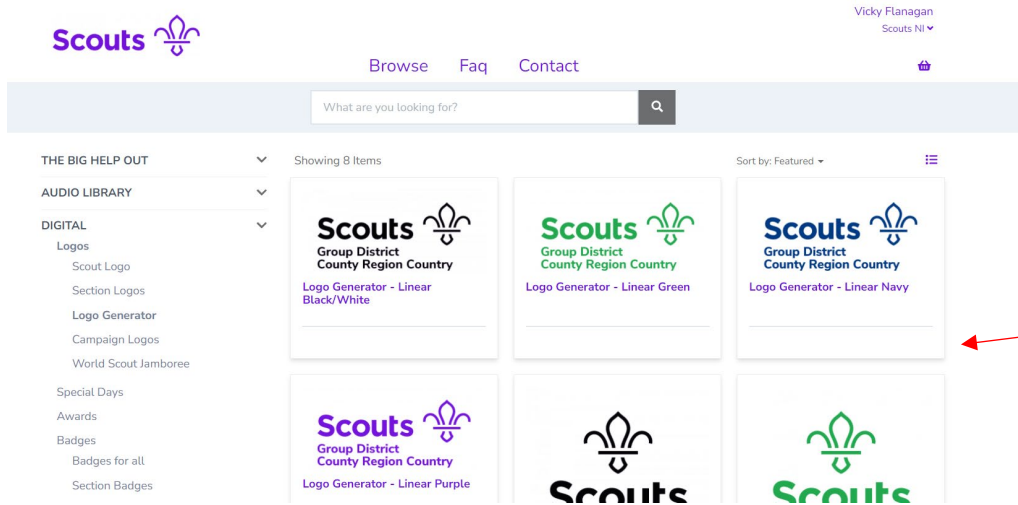 Vicky Flanagan
Scouts NI
Scouts
Browse Faq Contact
What are you looking for?
THE BIG HELP OUT
AUDIO LIBRARY
DIGITAL
Logos
Scout Logo
Section Logos
Logo Generator
Campaign Logos
World Scout Jamboree
Special Days
Awards
Badges
Badges for all
Section Badges
Showing 8 Items
Sort by: Featured
Scouts
Group District
County Region Country
Logo Generator - Linear
Black/White
Scouts
Group District
County Region Country
Logo Generator - Linear Green
Scouts
Group District
County Region Country
Logo Generator - Linear Navy
Scouts
Group District
County Region Country
Logo Generator - Linear Purple
Scouts
Scouts